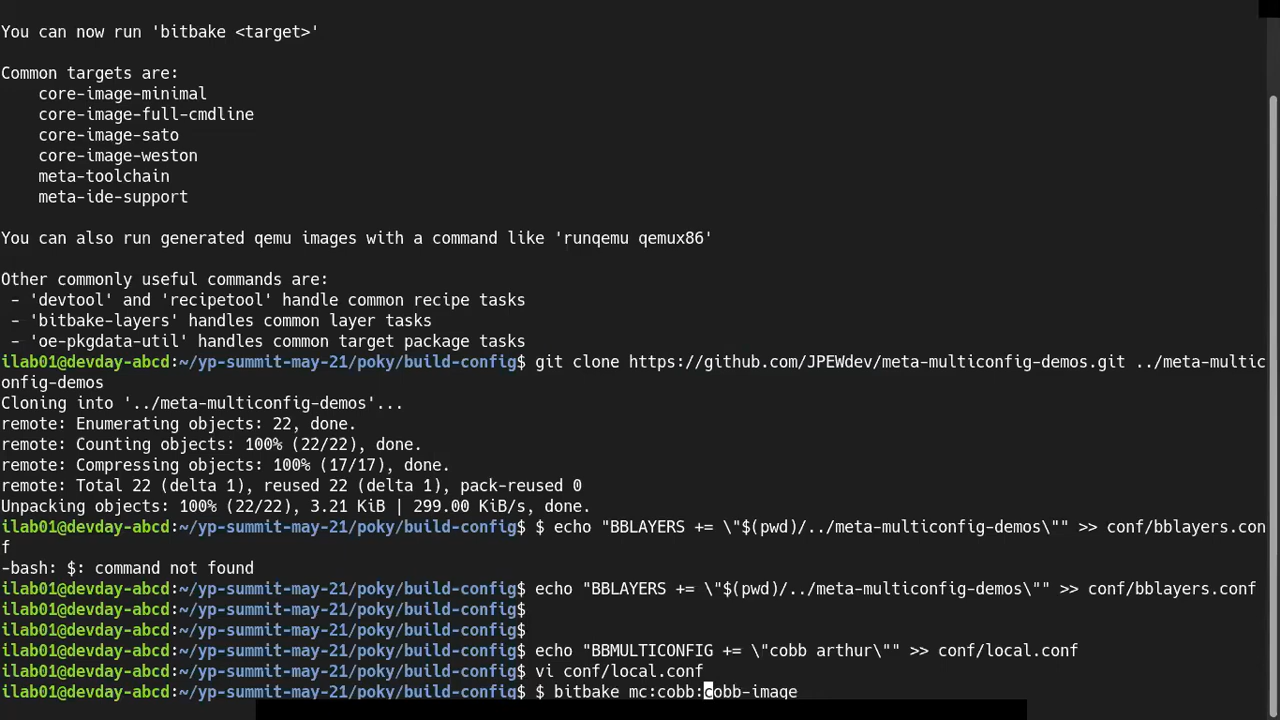 You can now run 'bitbake <target>'
Common targets are:
    core-image-minimal
    core-image-full-cmdline
    core-image-sato
    core-image-weston
    meta-toolchain
    meta-ide-support
You can also run generated qemu images with a command like 'runqemu qemux86'
Other commonly useful commands are:
 - 'devtool' and 'recipetool' handle common recipe tasks
 - 'bitbake-layers' handles common layer tasks
 - 'oe-pkgdata-util' handles common target package tasks
ilab01@devday-abcd:~/yp-summit-may-21/poky/build-config$ git clone https://github.com/JPEWdev/meta-multiconfig-demos.git ../meta-multic
onfig-demos
Cloning into '../meta-multiconfig-demos'...
remote: Enumerating objects: 22, done.
remote: Counting objects: 100% (22/22), done.
remote: Compressing objects: 100% (17/17), done.
remote: Total 22 (delta 1), reused 22 (delta 1), pack-reused 0
Unpacking objects: 100% (22/22), 3.21 KiB | 299.00 KiB/s, done.
ilab01@devday-abcd:~/yp-summit-may-21/poky/build-config$ $ echo "BBLAYERS += \"$(pwd)/../meta-multiconfig-demos\"" >> conf/bblayers.con
f
-bash: $: command not found
ilab01@devday-abcd:~/yp-summit-may-21/poky/build-config$ echo "BBLAYERS += \"$(pwd)/../meta-multiconfig-demos\"" >> conf/bblayers.conf
ilab01@devday-abcd:~/yp-summit-may-21/poky/build-config$
ilab01@devday-abcd:~/yp-summit-may-21/poky/build-config$
ilab01@devday-abcd:~/yp-summit-may-21/poky/build-config$ echo "BBMULTICONFIG += \"cobb arthur\"" >> conf/local.conf
ilab01@devday-abcd:~/yp-summit-may-21/poky/build-config$ vi conf/local.conf
ilab01@devday-abcd:~/yp-summit-may-21/poky/build-config$ $ bitbake mc:cobb:cobb-image